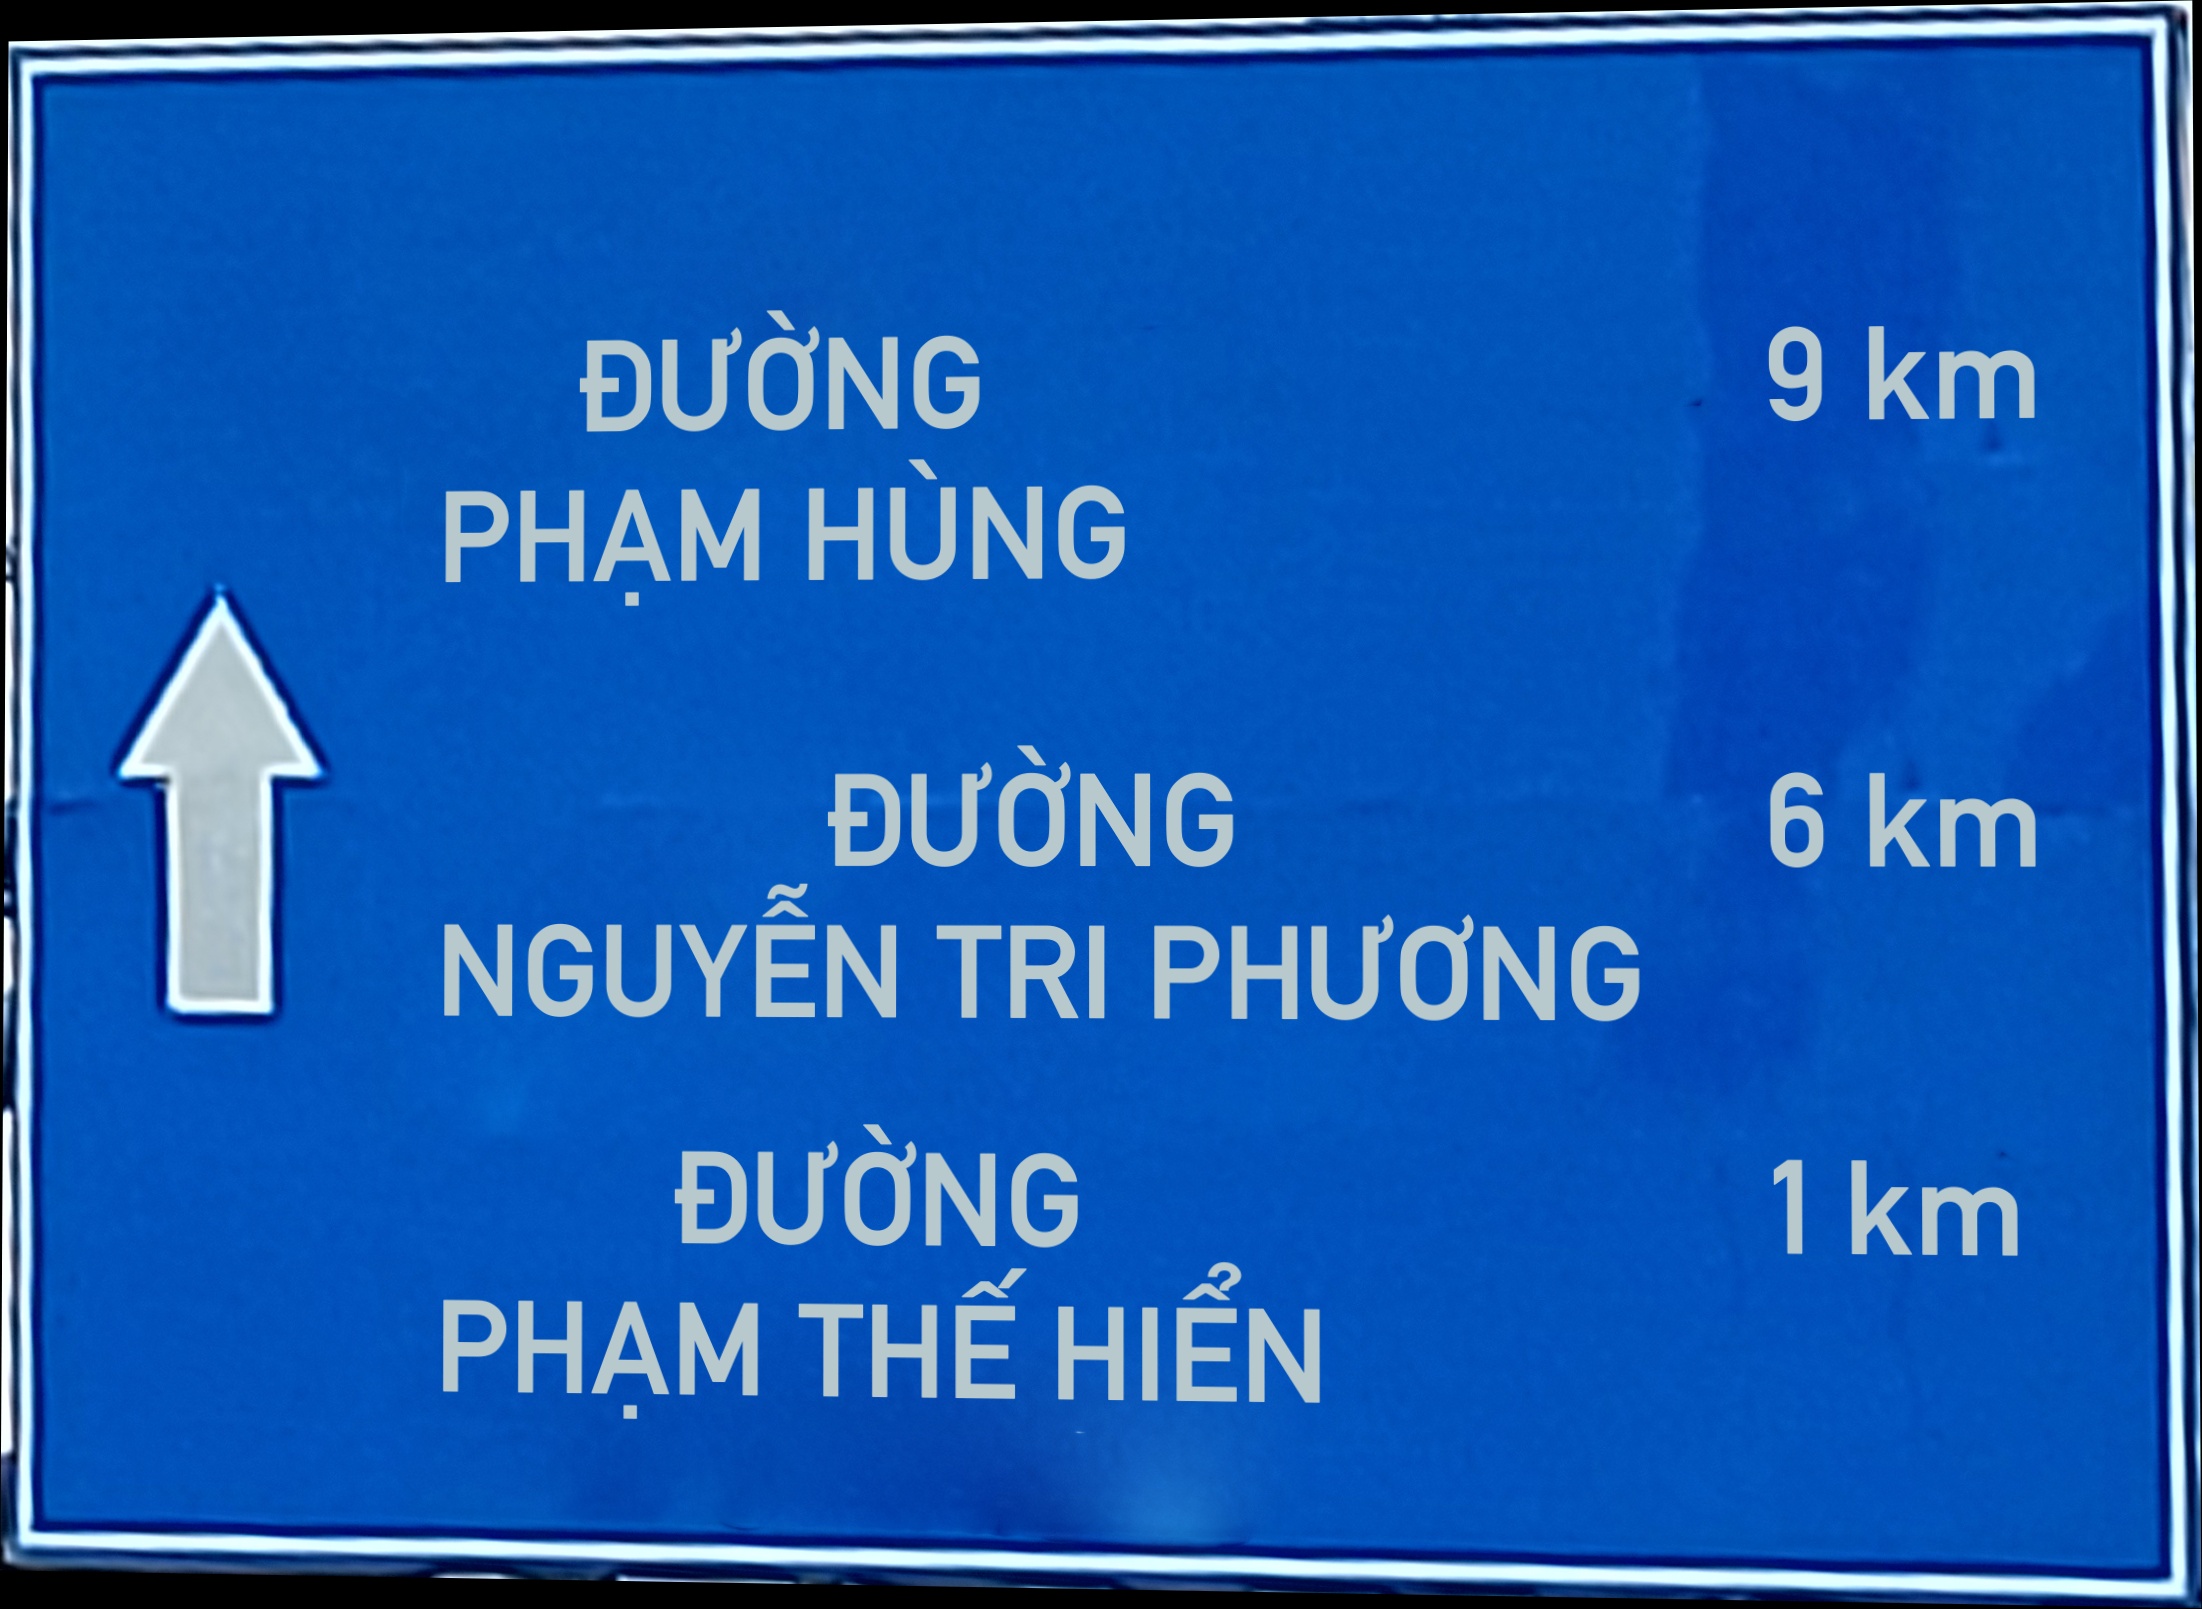 ĐƯỜNG
PHẠM HÙNG
9 km
ĐƯỜNG
NGUYỄN TRI PHƯƠNG
6 km
ĐƯỜNG
PHẠM THẾ HIỂN
1 km